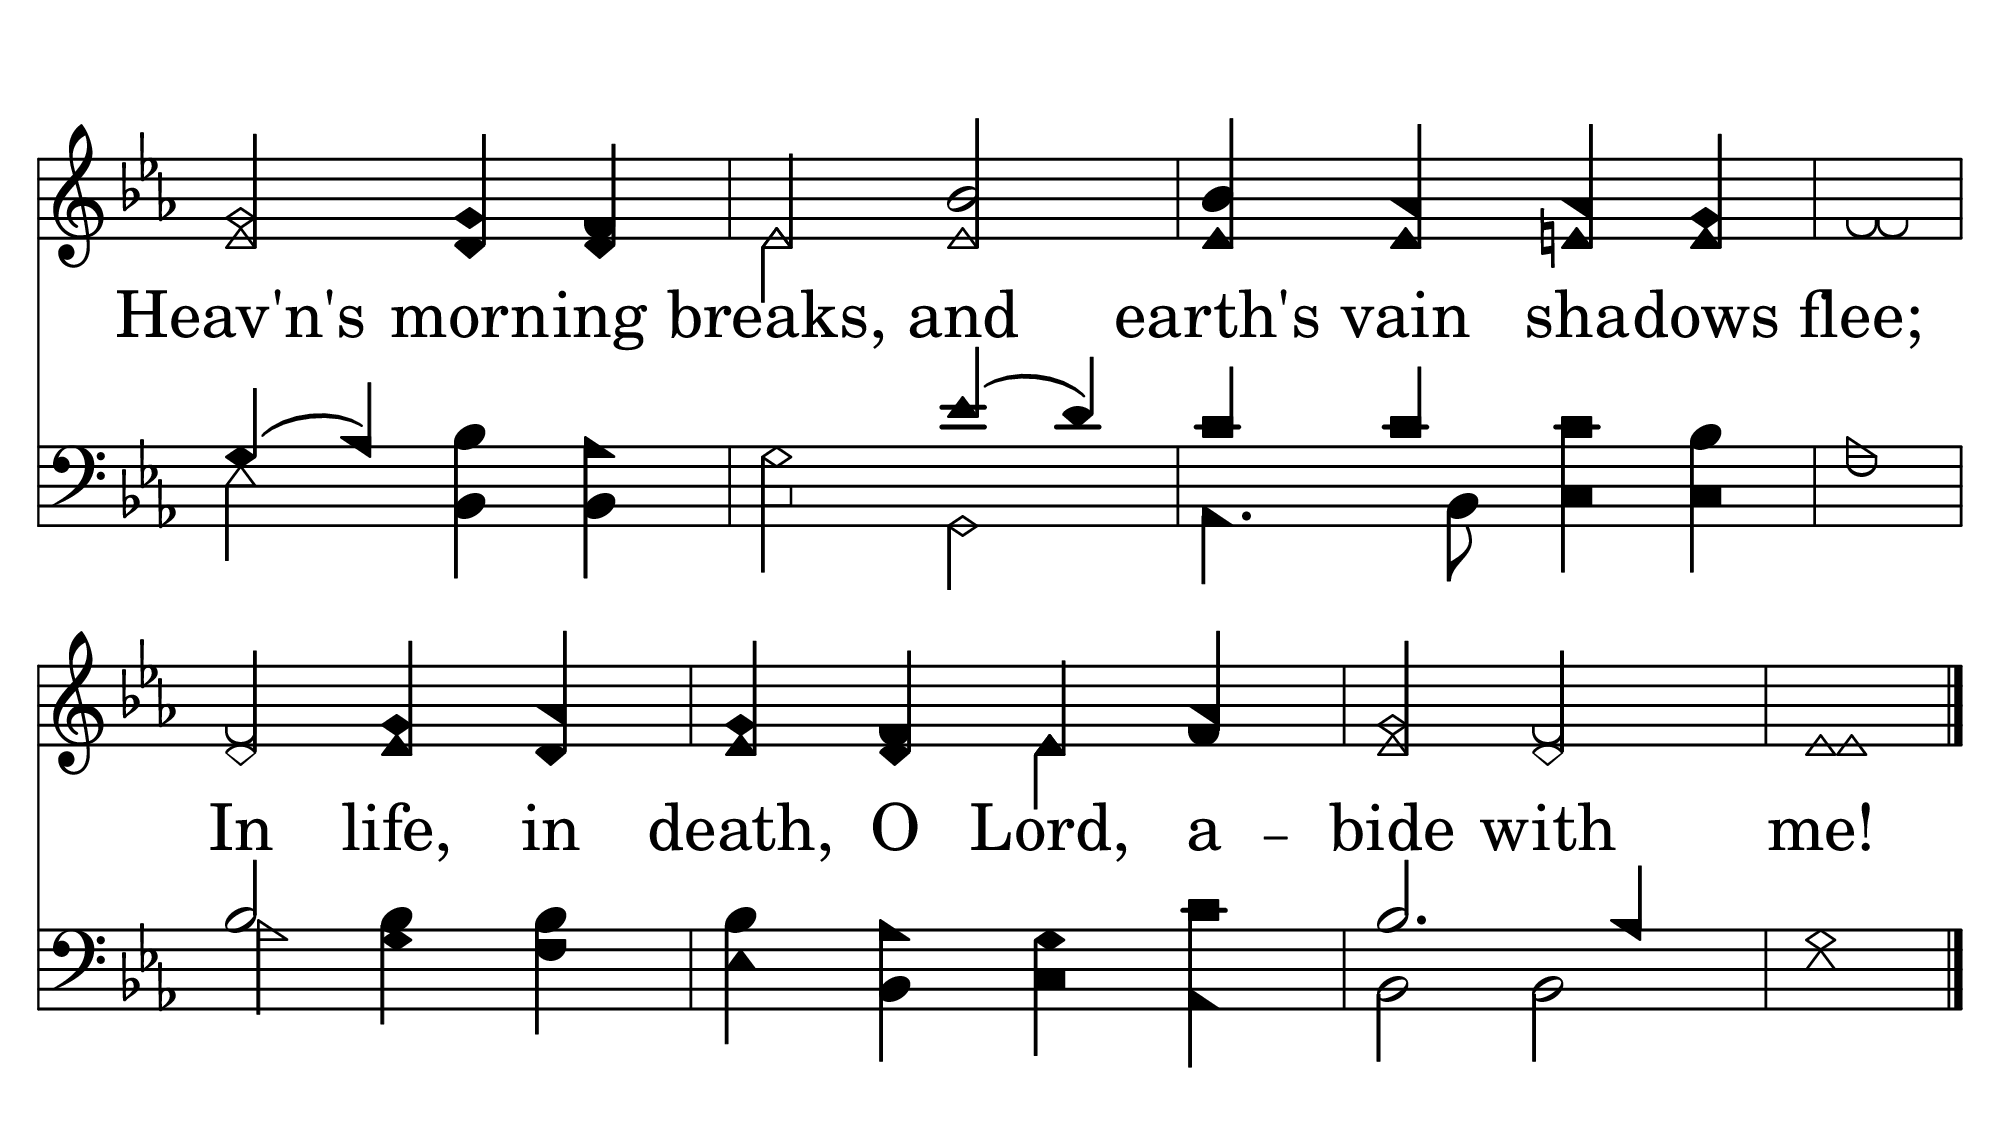 Heav'n's morning breaks, and earth's vain shadows flee;
In life, in death, O Lord, a - bide with me!